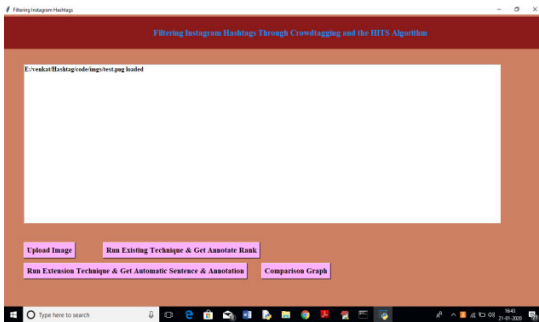 Filtering Instagram Hashtags
Filtering Instagram Hashtags Through Crowdtagging and the HITS Algorithm
E:/venkat/Hashtag/code/imgs/test.png loaded
Upload Image
Run Existing Technique & Get Annotate Rank
Run Extension Technique & Get Automatic Sentence & Annotation
Comparison Graph
Type here to search
16:43
21-01-2020